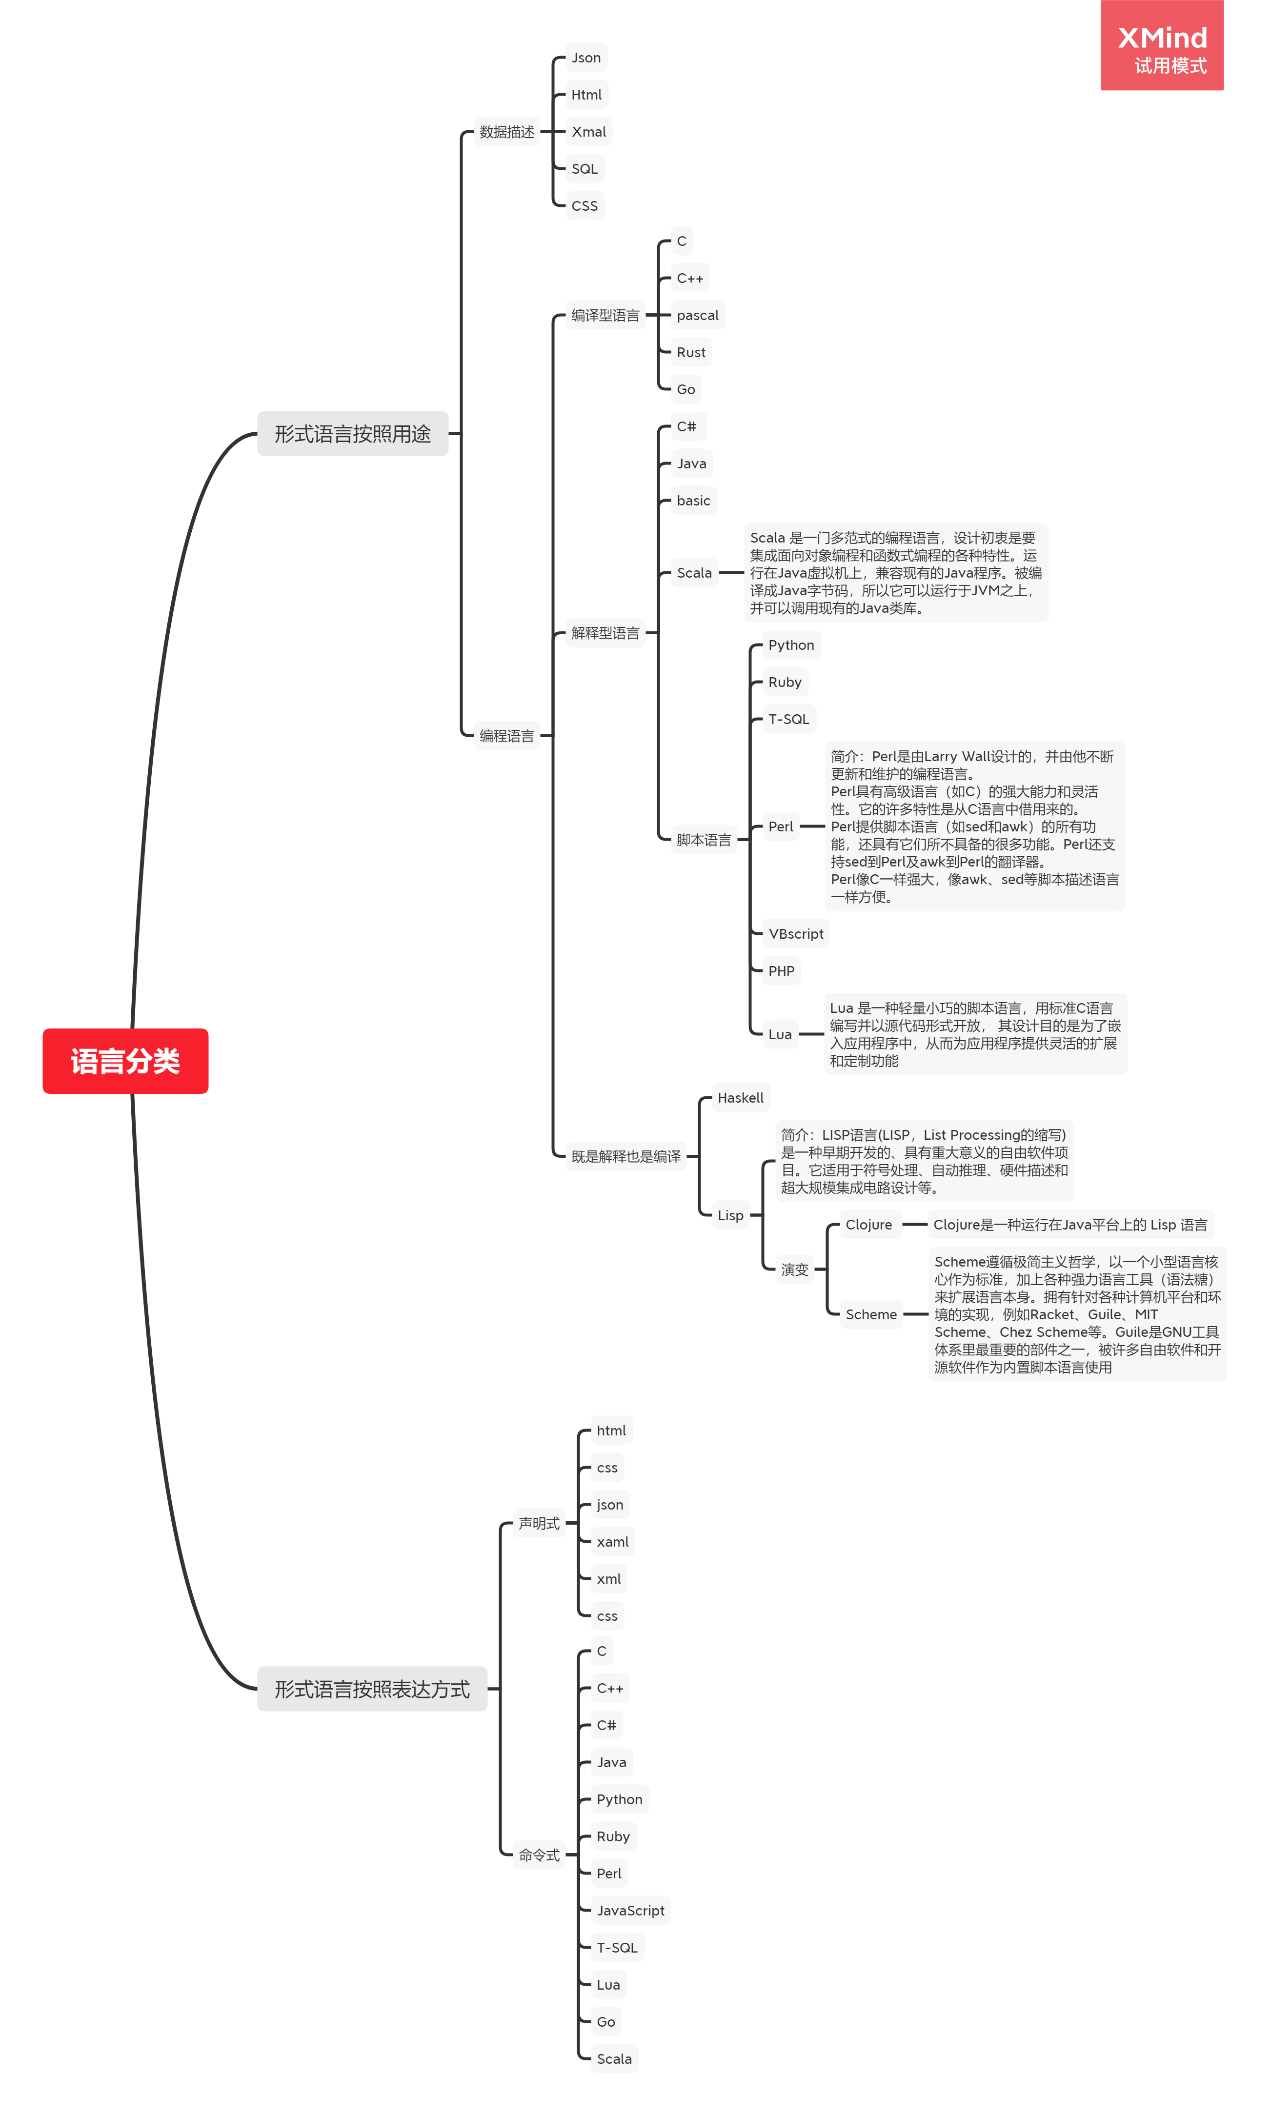 XMind
试用模式
语言分类
形式语言按照用途
数据描述
Json
Html
Xmal
SQL
CSS
编程语言
编译型语言
C
C++
pascal
Rust
Go
解释型语言
C#
Java
basic
Scala
Scala 是一门多范式的编程语言，设计初衷是要
集成面向对象编程和函数式编程的各种特性。运
行在Java虚拟机上，兼容现有的Java程序。被编
译成Java字节码，所以它可以运行于JVM之上，
并可以调用现有的Java类库。
脚本语言
Python
Ruby
T-SQL
Perl
简介：Perl是由Larry Wall设计的，并由他不断
更新和维护的编程语言。
Perl具有高级语言（如C）的强大能力和灵活
性。它的许多特性是从C语言中借用来的。
Perl提供脚本语言（如sed和awk）的所有功
能，还具有它们所不具备的很多功能。Perl还支
持sed到Perl及awk到Perl的翻译器。
Perl像C一样强大，像awk、sed等脚本描述语言
一样方便。
VBscript
PHP
Lua
Lua 是一种轻量小巧的脚本语言，用标准C语言
编写并以源代码形式开放， 其设计目的是为了嵌
入应用程序中，从而为应用程序提供灵活的扩展
和定制功能
既是解释也是编译
Haskell
Lisp
简介：LISP语言(LISP，List Processing的缩写)
是一种早期开发的、具有重大意义的自由软件项
目。它适用于符号处理、自动推理、硬件描述和
超大规模集成电路设计等。
演变
Clojure
Clojure是一种运行在Java平台上的 Lisp 语言
Scheme
Scheme遵循极简主义哲学，以一个小型语言核
心作为标准，加上各种强力语言工具（语法糖）
来扩展语言本身。拥有针对各种计算机平台和环
境的实现，例如Racket、Guile、MIT
Scheme、Chez Scheme等。Guile是GNU工具
体系里最重要的部件之一，被许多自由软件和开
源软件作为内置脚本语言使用
形式语言按照表达方式
声明式
html
css
json
xaml
xml
css
命令式
C
C++
C#
Java
Python
Ruby
Perl
JavaScript
T-SQL
Lua
Go
Scala